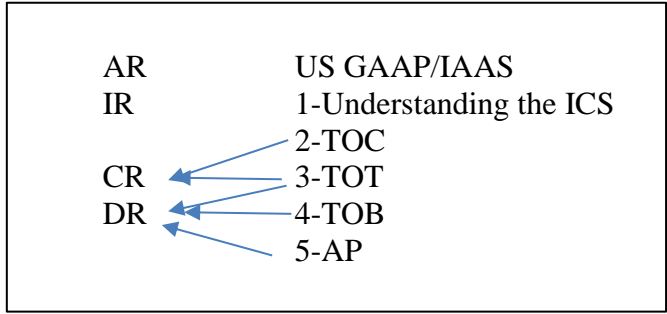 AR US GAAP/IAAS
IR 1-Understanding the ICS
2-TOC
CR 3-TOT
DR 4-TOB
5-AP